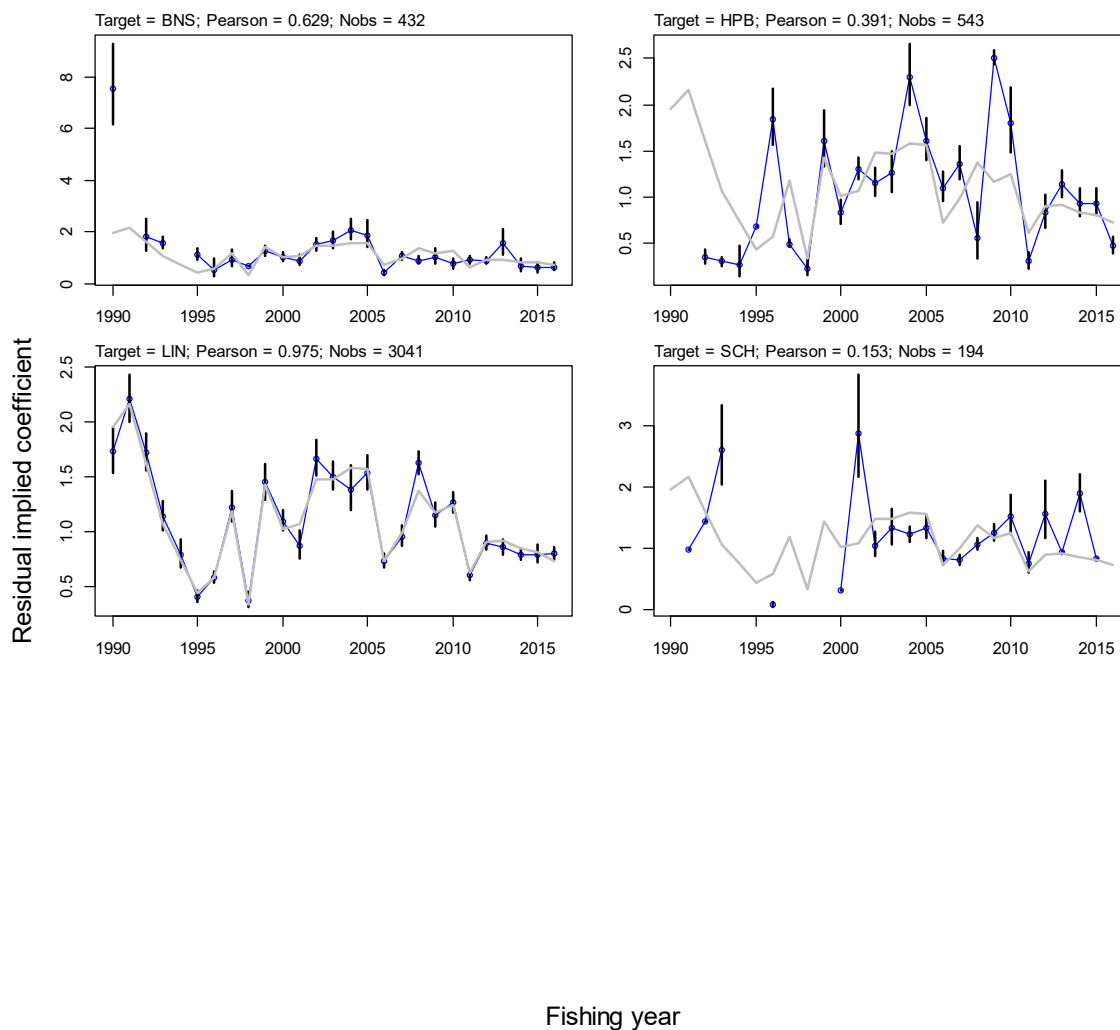 Target = BNS; Pearson = 0.629; Nobs = 432
0 2 4 6 8
1990 1995 2000 2005 2010 2015
Target = HPB; Pearson = 0.391; Nobs = 543
0.5 1.0 1.5 2.0 2.5
1990 1995 2000 2005 2010 2015
Target = LIN; Pearson = 0.975; Nobs = 3041
0.5 1.0 1.5 2.0 2.5
1990 1995 2000 2005 2010 2015
Target = SCH; Pearson = 0.153; Nobs = 194
0 1 2 3
1990 1995 2000 2005 2010 2015
Residual implied coefficient
Fishing year